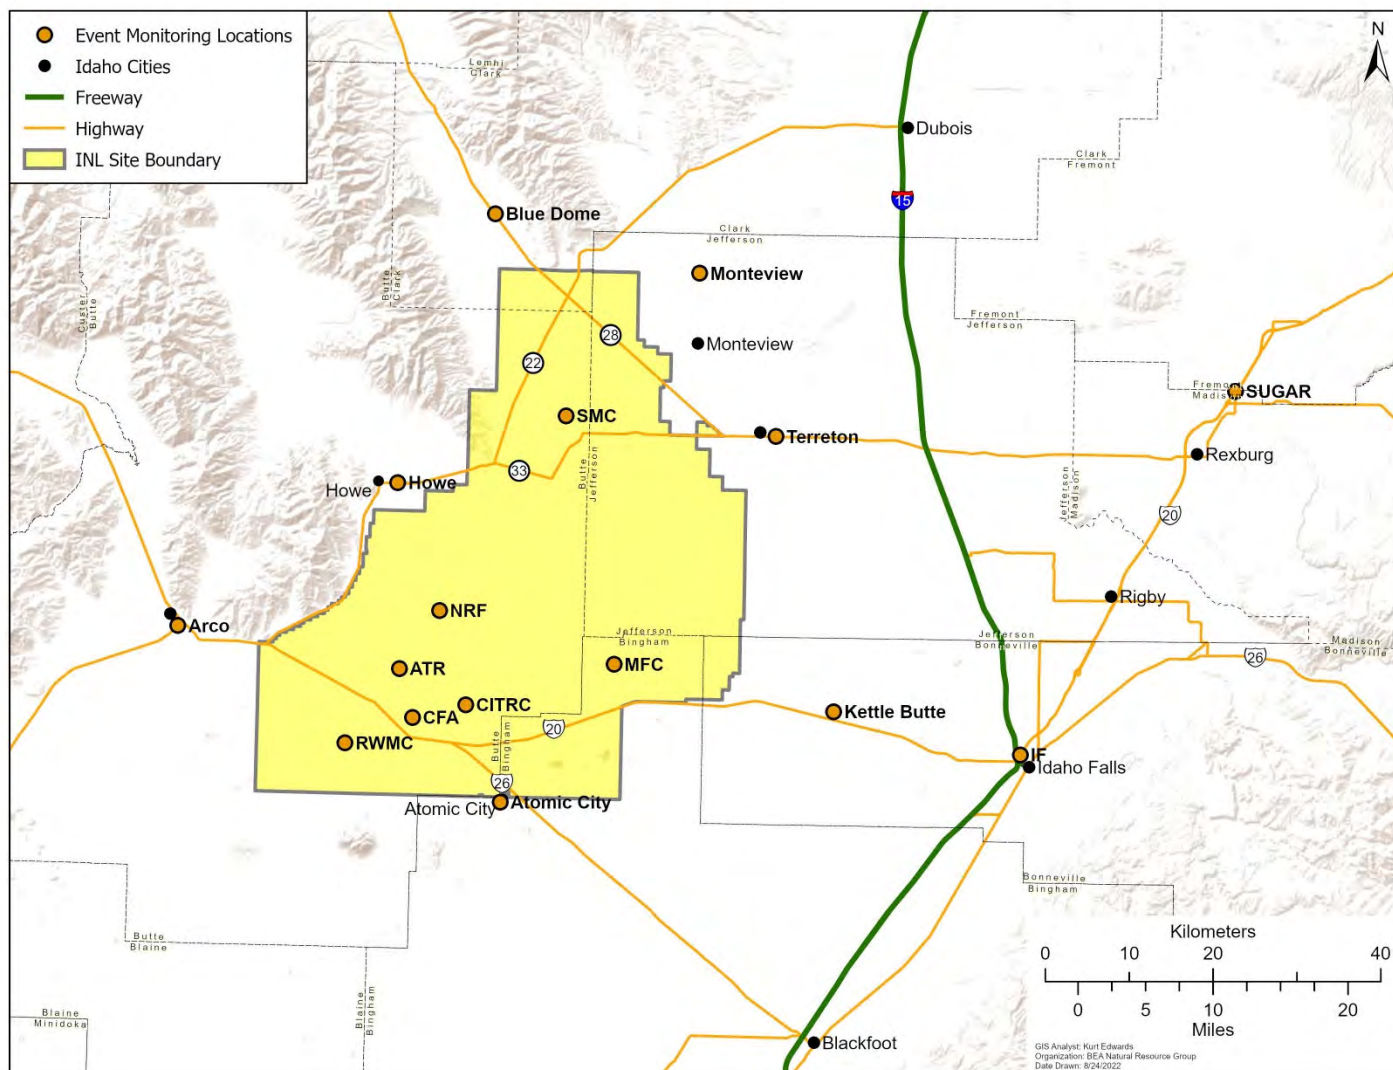 Event Monitoring Locations
Idaho Cities
Freeway
Highway
INL Site Boundary
N
Lemhi
Clark
Dubois
Clark
Fremont
15
Blue Dome
Clark
Jefferson
Monteview
Butte
Clark
Custer
Butte
Fremont
Jefferson
28
Monteview
22
Fremont
Madison
SUGAR
SMC
Terreton
Rexburg
33
Howe
Howe
Butte
Jefferson
Jefferson
Madison
20
NRF
Rigby
Arco
Jefferson
Bingham
Jefferson
Bonneville
Madison
Bonneville
26
ATR
MFC
CITRC
CFA
Kettle Butte
20
Butte
Bingham
RWMC
IF
Idaho Falls
26
Atomic City
Atomic City
Bonneville
Bingham
Butte
Blaine
Blaine
Bingham
Blaine
Minidoka
Blackfoot
Kilometers
0 10 20 40
0 5 10 20
Miles
GIS Analyst: Kurt Edwards
Organization: BEA Natural Resource Group
Date Drawn: 8/24/2022